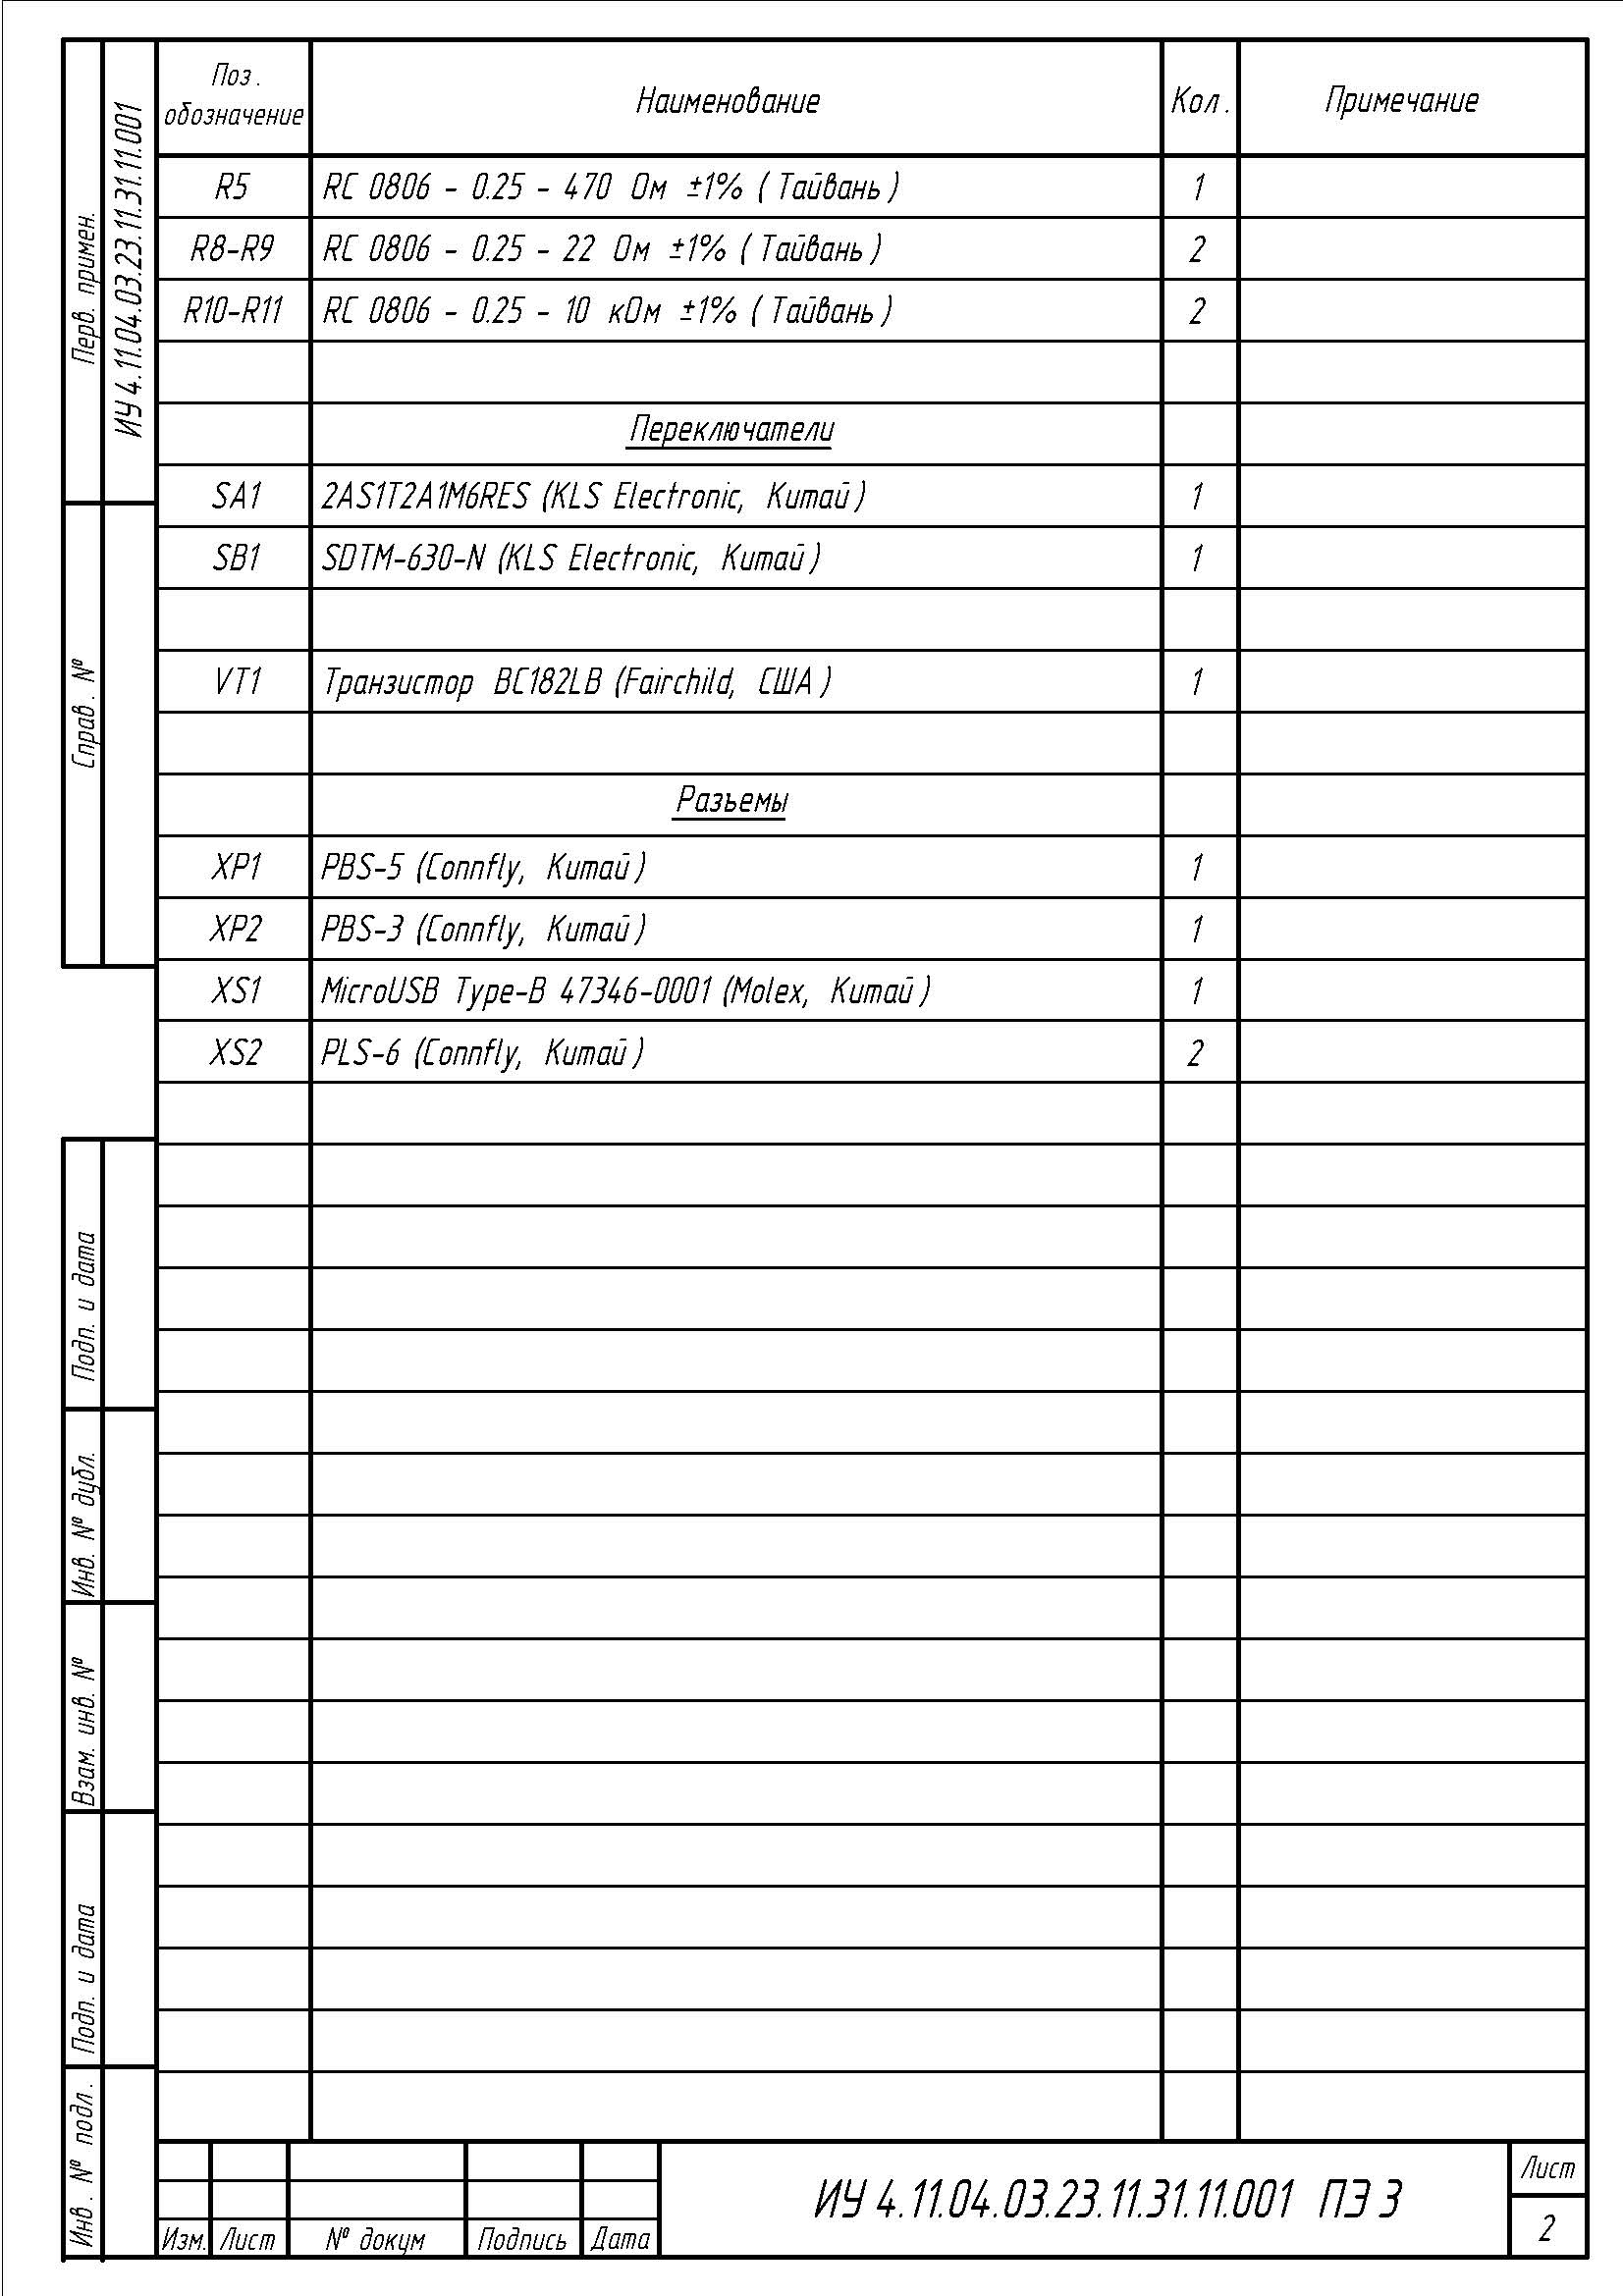 Поз. обозначение Наименование Кол. Примечание
R5 RC 0806 - 0.25 - 470 Ом ±1% (Тайвань) 1
R8-R9 RC 0806 - 0.25 - 22 Ом ±1% (Тайвань) 2
R10-R11 RC 0806 - 0.25 - 10 кОм ±1% (Тайвань) 2
Переключатели
SA1 2AS1T2A1M6RES (KLS Electronic, Китай) 1
SB1 SDTM-630-N (KLS Electronic, Китай) 1
VT1 Транзистор BC182LB (Fairchild, США) 1
Разъемы
XP1 PBS-5 (Connfly, Китай) 1
XP2 PBS-3 (Connfly, Китай) 1
XS1 MicroUSB Type-B 47346-0001 (Molex, Китай) 1
XS2 PLS-6 (Connfly, Китай) 2
Перв. примен.
ИУ 4.11.04.03.23.11.31.11.001
Справ. №
Подп. и дата
Инв. № дубл.
Взам. инв. №
Подп. и дата
Инв. № подл.
Изм. Лист № докум Подпись Дата
ИУ 4.11.04.03.23.11.31.11.001 ПЭ 3
Лист
2